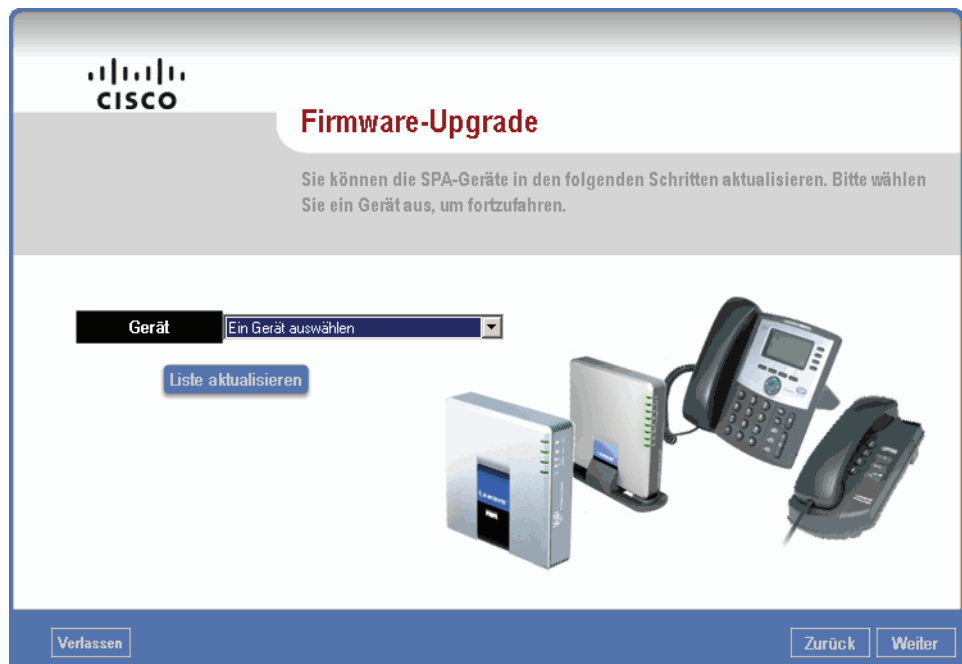 CISCO
Firmware-Upgrade
Sie können die SPA-Geräte in den folgenden Schritten aktualisieren. Bitte wählen
Sie ein Gerät aus, um fortzufahren.
Gerät
Ein Gerät auswählen
Liste aktualisieren
Linksys
Verlassen
Zurück
Weiter